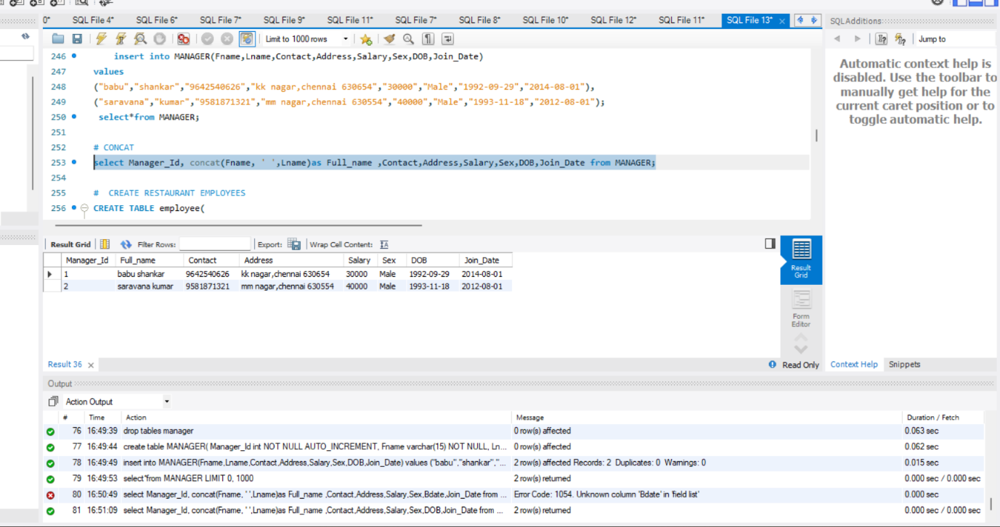 0*
SQL File 4*
SQL File 6*
SQL File 7*
SQL File 9*
SQL File 11*
SQL File 7*
SQL File 8*
SQL File 10*
SQL File 12*
SQL File 11*
SQL File 13*
SQLAdditions
Limit to 1000 rows
Jump to
246 insert into MANAGER(Fname,Lname,Contact,Address,Salary,Sex,DOB,Join_Date)
247 values
248 ("babu","shankar","9642540626","kk nagar,chennai 630654","30000","Male","1992-09-29","2014-08-01"),
249 ("saravana","kumar","9581871321","mm nagar,chennai 630554","40000","Male","1993-11-18","2012-08-01");
250 select*from MANAGER;
251
252 # CONCAT
253 select Manager_Id, concat(Fname, ' ',Lname)as Full_name ,Contact,Address,Salary,Sex,DOB,Join_Date from MANAGER;
254
255 # CREATE RESTAURANT EMPLOYEES
256 CREATE TABLE employee(
Automatic context help is
disabled. Use the toolbar to
manually get help for the
current caret position or to
toggle automatic help.
Result Grid Filter Rows: Export: Wrap Cell Content:
Manager_Id Full_name Contact Address Salary Sex DOB Join_Date
1 babu shankar 9642540626 kk nagar,chennai 630654 30000 Male 1992-09-29 2014-08-01
2 saravana kumar 9581871321 mm nagar,chennai 630554 40000 Male 1993-11-18 2012-08-01
Result
Grid
Form
Editor
Result 36
Read Only
Context Help
Snippets
Output
Action Output
# Time Action Message Duration / Fetch
76 16:49:39 drop tables manager 0 row(s) affected 0.063 sec
77 16:49:44 create table MANAGER( Manager_Id int NOT NULL AUTO_INCREMENT, Fname varchar(15) NOT NULL, Ln... 0 row(s) affected 0.062 sec
78 16:49:49 insert into MANAGER(Fname,Lname,Contact,Address,Salary,Sex,DOB,Join_Date) values ("babu","shankar","... 2 row(s) affected Records: 2 Duplicates: 0 Warnings: 0 0.015 sec
79 16:49:53 select*from MANAGER LIMIT 0, 1000 2 row(s) returned 0.000 sec / 0.000 sec
80 16:50:49 select Manager_Id, concat(Fname, ' ',Lname)as Full_name ,Contact,Address,Salary,Sex,Bdate,Join_Date from ... Error Code: 1054. Unknown column 'Bdate' in 'field list' 0.000 sec
81 16:51:09 select Manager_Id, concat(Fname, ' ',Lname)as Full_name ,Contact,Address,Salary,Sex,DOB,Join_Date from ... 2 row(s) returned 0.000 sec / 0.000 sec